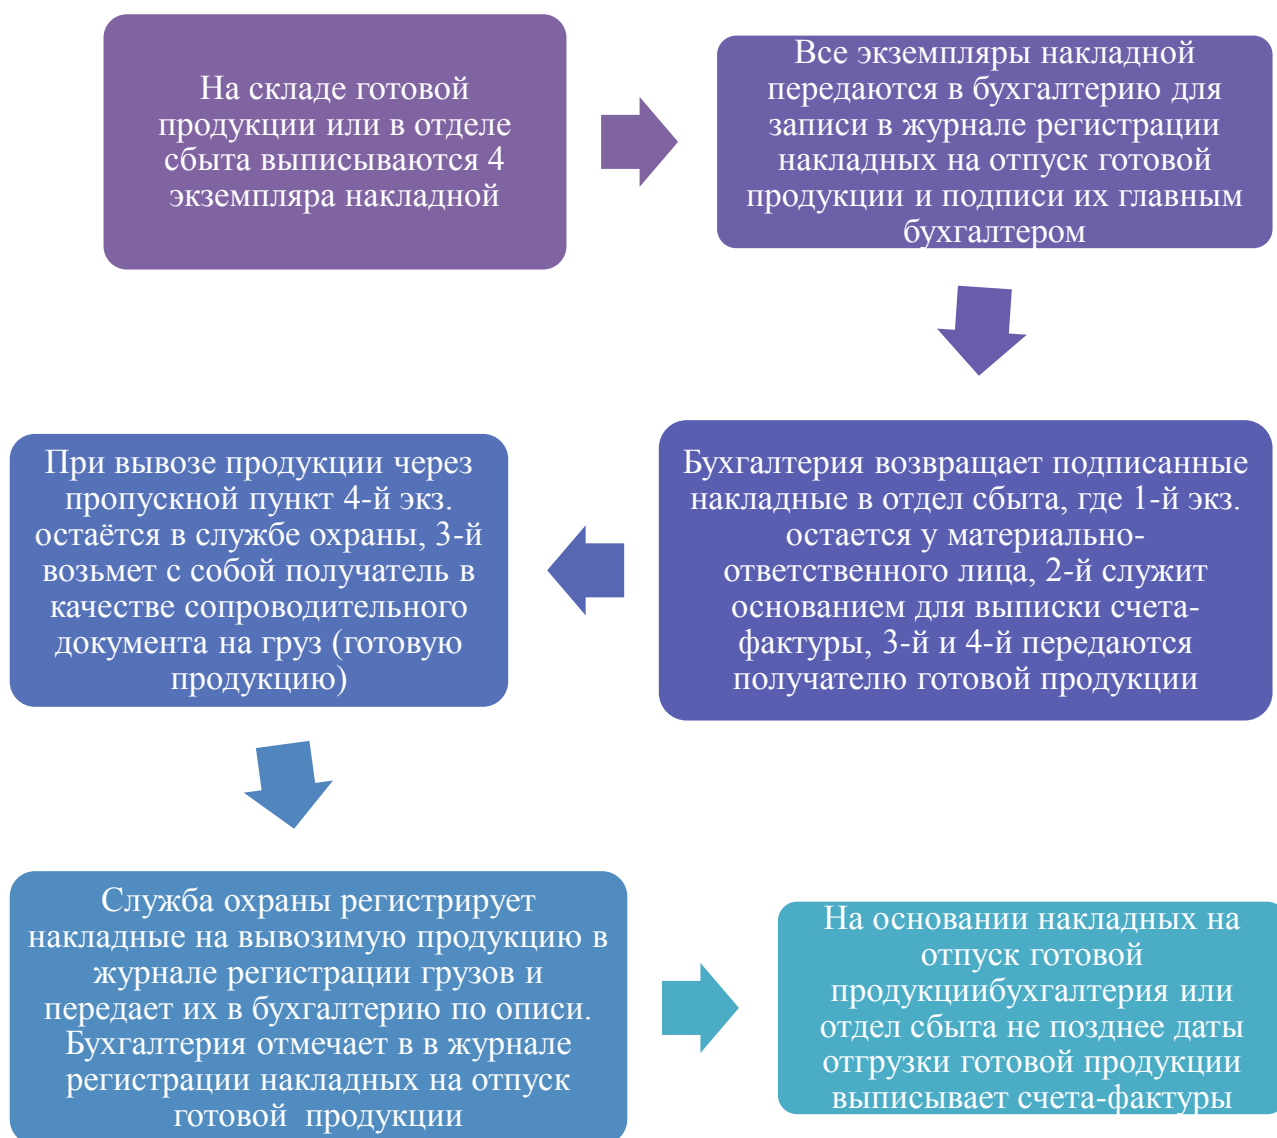 На складе готовой
продукции или в отделе
сбыта выписываются 4
экземпляра накладной
Все экземпляры накладной
передаются в бухгалтерию для
записи в журнале регистрации
накладных на отпуск готовой
продукции и подписи их главным
бухгалтером
Бухгалтерия возвращает подписанные
накладные в отдел сбыта, где 1-й экз.
остается у материально-
ответственного лица, 2-й служит
основанием для выписки счета-
фактуры, 3-й и 4-й передаются
получателю готовой продукции
При вывозе продукции через
пропускной пункт 4-й экз.
остаётся в службе охраны, 3-й
возьмет с собой получатель в
качестве сопроводительного
документа на груз (готовую
продукцию)
Служба охраны регистрирует
накладные на вывозимую продукцию в
журнале регистрации грузов и
передает их в бухгалтерию по описи.
Бухгалтерия отмечает в в журнале
регистрации накладных на отпуск
готовой  продукции
На основании накладных на
отпуск готовой
продукциибухгалтерия или
отдел сбыта не позднее даты
отгрузки готовой продукции
выписывает счета-фактуры